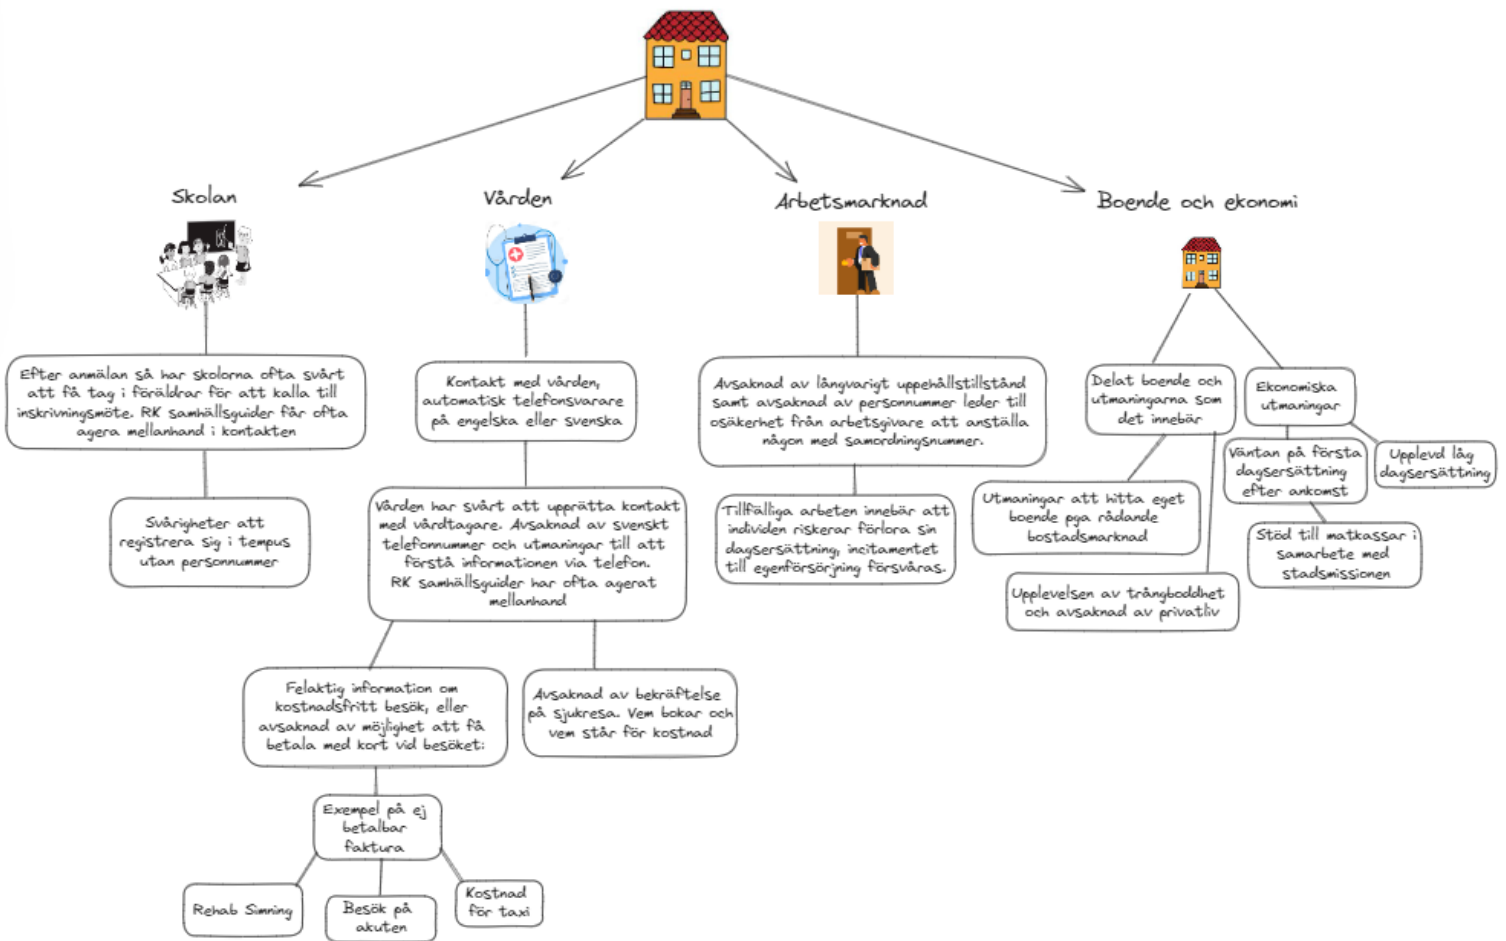 Skolan
Efter anmälan så har skolorna ofta svårt
att få tag i föräldrar för att kalla till
inskrivningsmöte. RK samhällsguider får ofta
agera mellanhand i kontakten
Svårigheter att
registrera sig i tempus
utan personnummer
Vården
Kontakt med vården,
automatisk telefonsvarare
på engelska eller svenska
Vården har svårt att upprätta kontakt
med vårdtagare. Avsaknad av svenskt
telefonnummer och utmaningar till att
förstå informationen via telefon.
RK samhällsguider har ofta agerat
mellanhand
Felaktig information om
kostnadsfritt besök, eller
avsaknad av möjlighet att få
betala med kort vid besöket:
Exempel på ej
betalbar
faktura
Rehab Simning
Besök på
akuten
Kostnad
för taxi
Avsaknad av bekräftelse
på sjukresa. Vem bokar och
vem står för kostnad
Arbetsmarknad
Avsaknad av långvarigt uppehållstillstånd
samt avsaknad av personnummer leder till
osäkerhet från arbetsgivare att anställa
någon med samordningsnummer.
Tillfälliga arbeten innebär att
individen riskerar förlora sin
dagsersättning, incitamentet
till egenförsörjning försvåras.
Boende och ekonomi
Delat boende och
utmaningarna som
det innebär
Utmaningar att hitta eget
boende pga rådande
bostadsmarknad
Upplevelsen av trångboddhet
och avsaknad av privatliv
Ekonomiska
utmaningar
Väntan på första
dagsersättning
efter ankomst
Upplevd låg
dagsersättning
Stöd till matkassar i
samarbete med
stadsmissionen